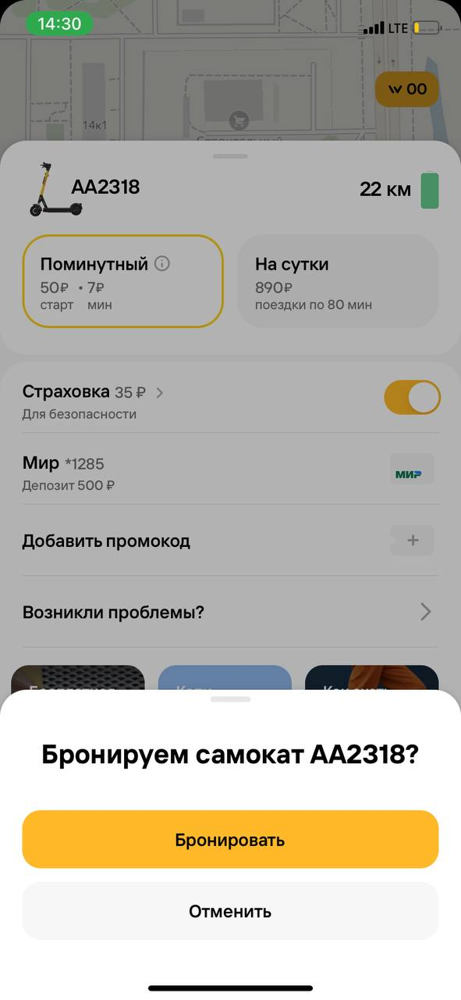 14:30
LTE
00
14к1
Строительный
AA2318
22 км
Поминутный
50₽ • 7₽
старт мин
На сутки
890₽
поездки по 80 мин
Страховка 35 ₽
Для безопасности
Мир *1285
МИР
Депозит 500 ₽
Добавить промокод
+
Возникли проблемы?
Бронируем самокат AA2318?
Бронировать
Отменить